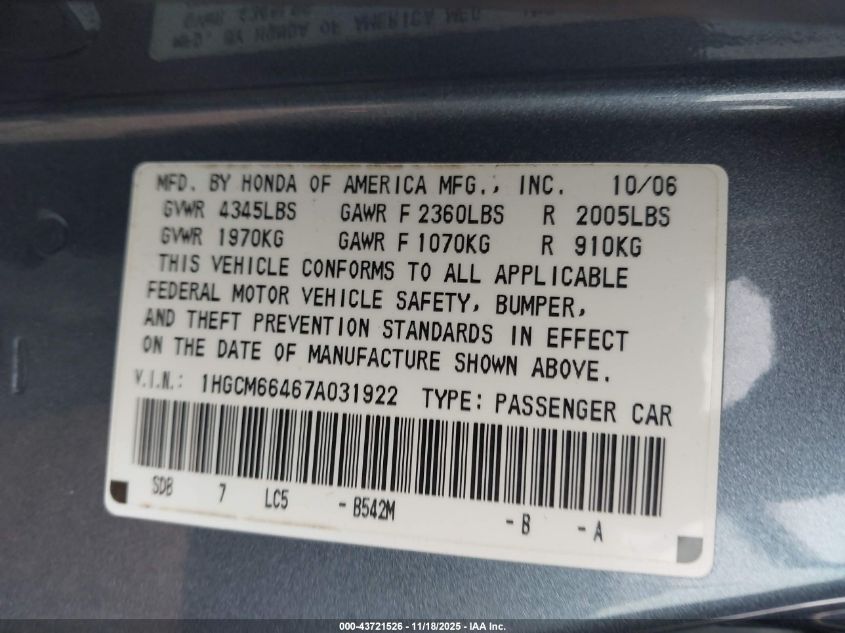 MFD. BY HONDA OF AMERICA MFG., INC. 10/06
GVWR 4345LBS GAWR F 2360LBS R 2005LBS
GVWR 1970KG GAWR F 1070KG R 910KG
THIS VEHICLE CONFORMS TO ALL APPLICABLE
FEDERAL MOTOR VEHICLE SAFETY, BUMPER,
AND THEFT PREVENTION STANDARDS IN EFFECT
ON THE DATE OF MANUFACTURE SHOWN ABOVE.
V.I.N.: 1HGCM66467A031922 TYPE: PASSENGER CAR
SDB 7 LC5 - B542M - B - A
000-43721526 - 11/18/2025 - IAA Inc.